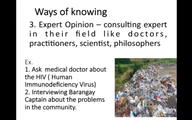 Ways of knowing
3. Expert Opinion – consulting expert
in their field like doctors,
practitioners, scientist, philosophers
Ex.
1. Ask medical doctor about
the HIV ( Human
Immunodeficiency Virus)
2. Interviewing Barangay
Captain about the problems
in the community.